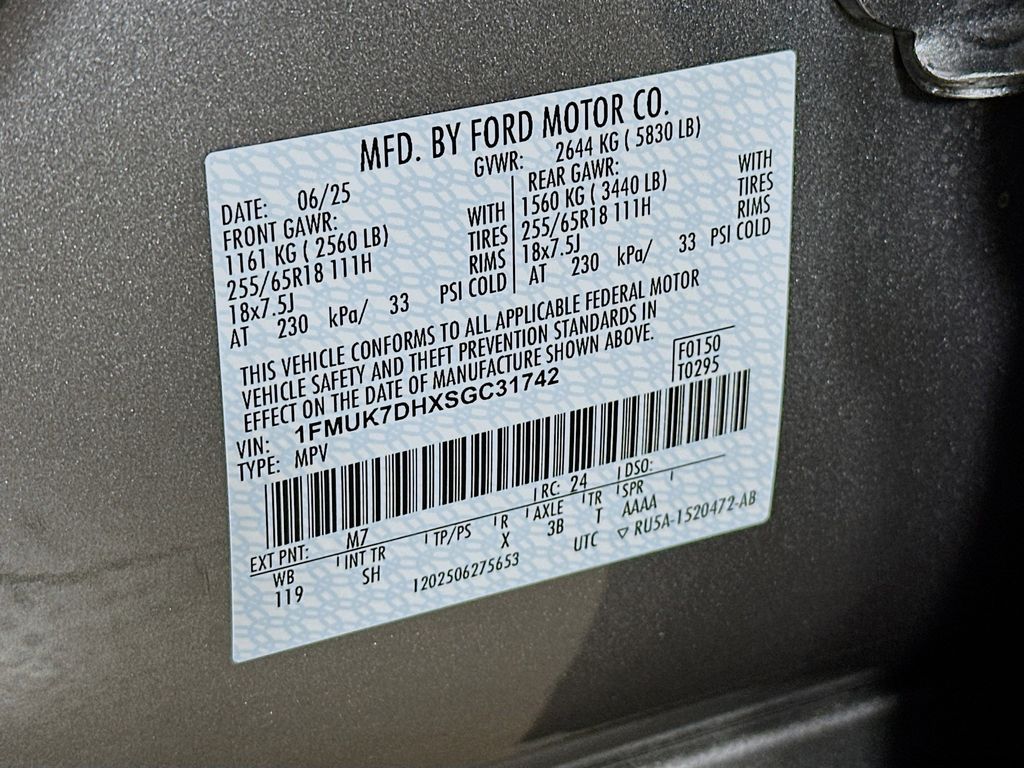 MFD. BY FORD MOTOR CO.
DATE: 06/25 GVWR: 2644 KG ( 5830 LB)
FRONT GAWR: REAR GAWR:
1161 KG ( 2560 LB) WITH 1560 KG ( 3440 LB) WITH
255/65R18 111H TIRES 255/65R18 111H TIRES
18x7.5J RIMS 18x7.5J RIMS
AT 230 kPa/ 33 PSI COLD AT 230 kPa/ 33 PSI COLD
THIS VEHICLE CONFORMS TO ALL APPLICABLE FEDERAL MOTOR
VEHICLE SAFETY AND THEFT PREVENTION STANDARDS IN
EFFECT ON THE DATE OF MANUFACTURE SHOWN ABOVE.
VIN: 1FMUK7DHXSGC31742 F0150
TYPE: MPV T0295
EXT PNT: M7 RC: 24 DSO:
WB INT TR TP/PS R AXLE TR SPR
119 SH X 3B T AAAA
1202506275653 UTC ▽ RU5A-1520472-AB